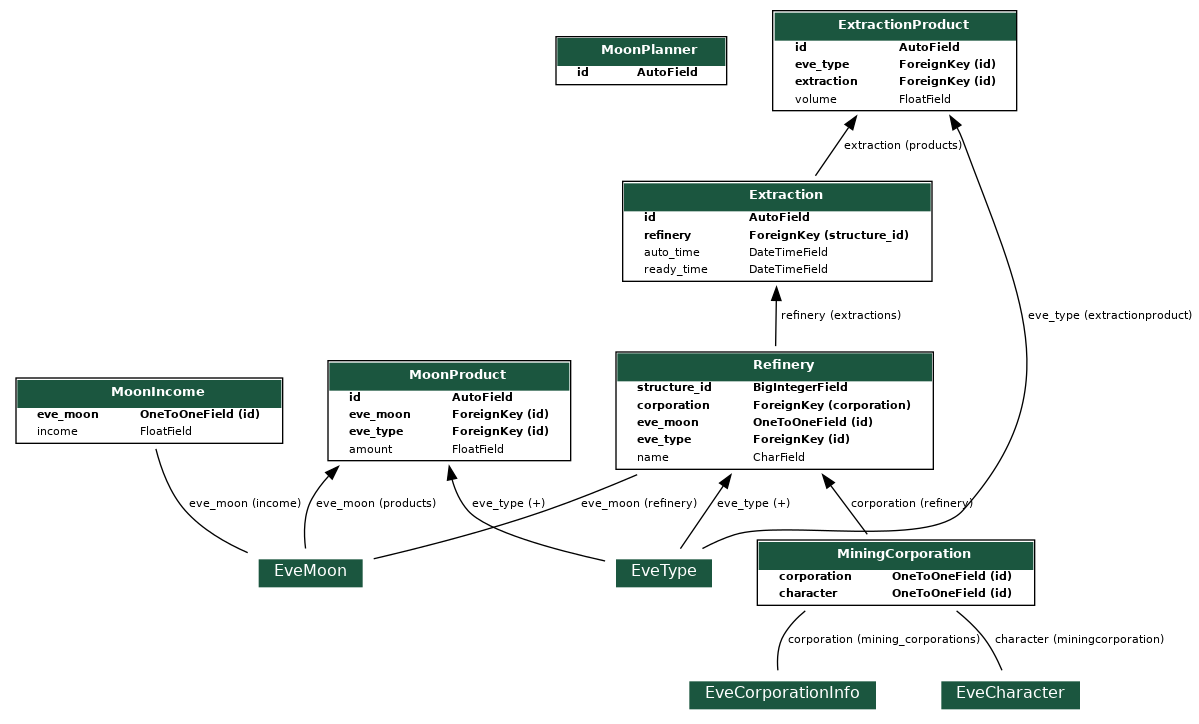 ExtractionProduct
id AutoField
eve_type ForeignKey (id)
extraction ForeignKey (id)
volume FloatField
MoonPlanner
id AutoField
extraction (products)
Extraction
id AutoField
refinery ForeignKey (structure_id)
auto_time DateTimeField
ready_time DateTimeField
refinery (extractions)
eve_type (extractionproduct)
Refinery
structure_id BigIntegerField
corporation ForeignKey (corporation)
eve_moon OneToOneField (id)
eve_type ForeignKey (id)
name CharField
MoonProduct
id AutoField
eve_moon ForeignKey (id)
eve_type ForeignKey (id)
amount FloatField
MoonIncome
eve_moon OneToOneField (id)
income FloatField
eve_moon (income)
eve_moon (products)
eve_type (+)
eve_moon (refinery)
eve_type (+)
corporation (refinery)
EveMoon
EveType
MiningCorporation
corporation OneToOneField (id)
character OneToOneField (id)
corporation (mining_corporations)
character (miningcorporation)
EveCorporationInfo
EveCharacter